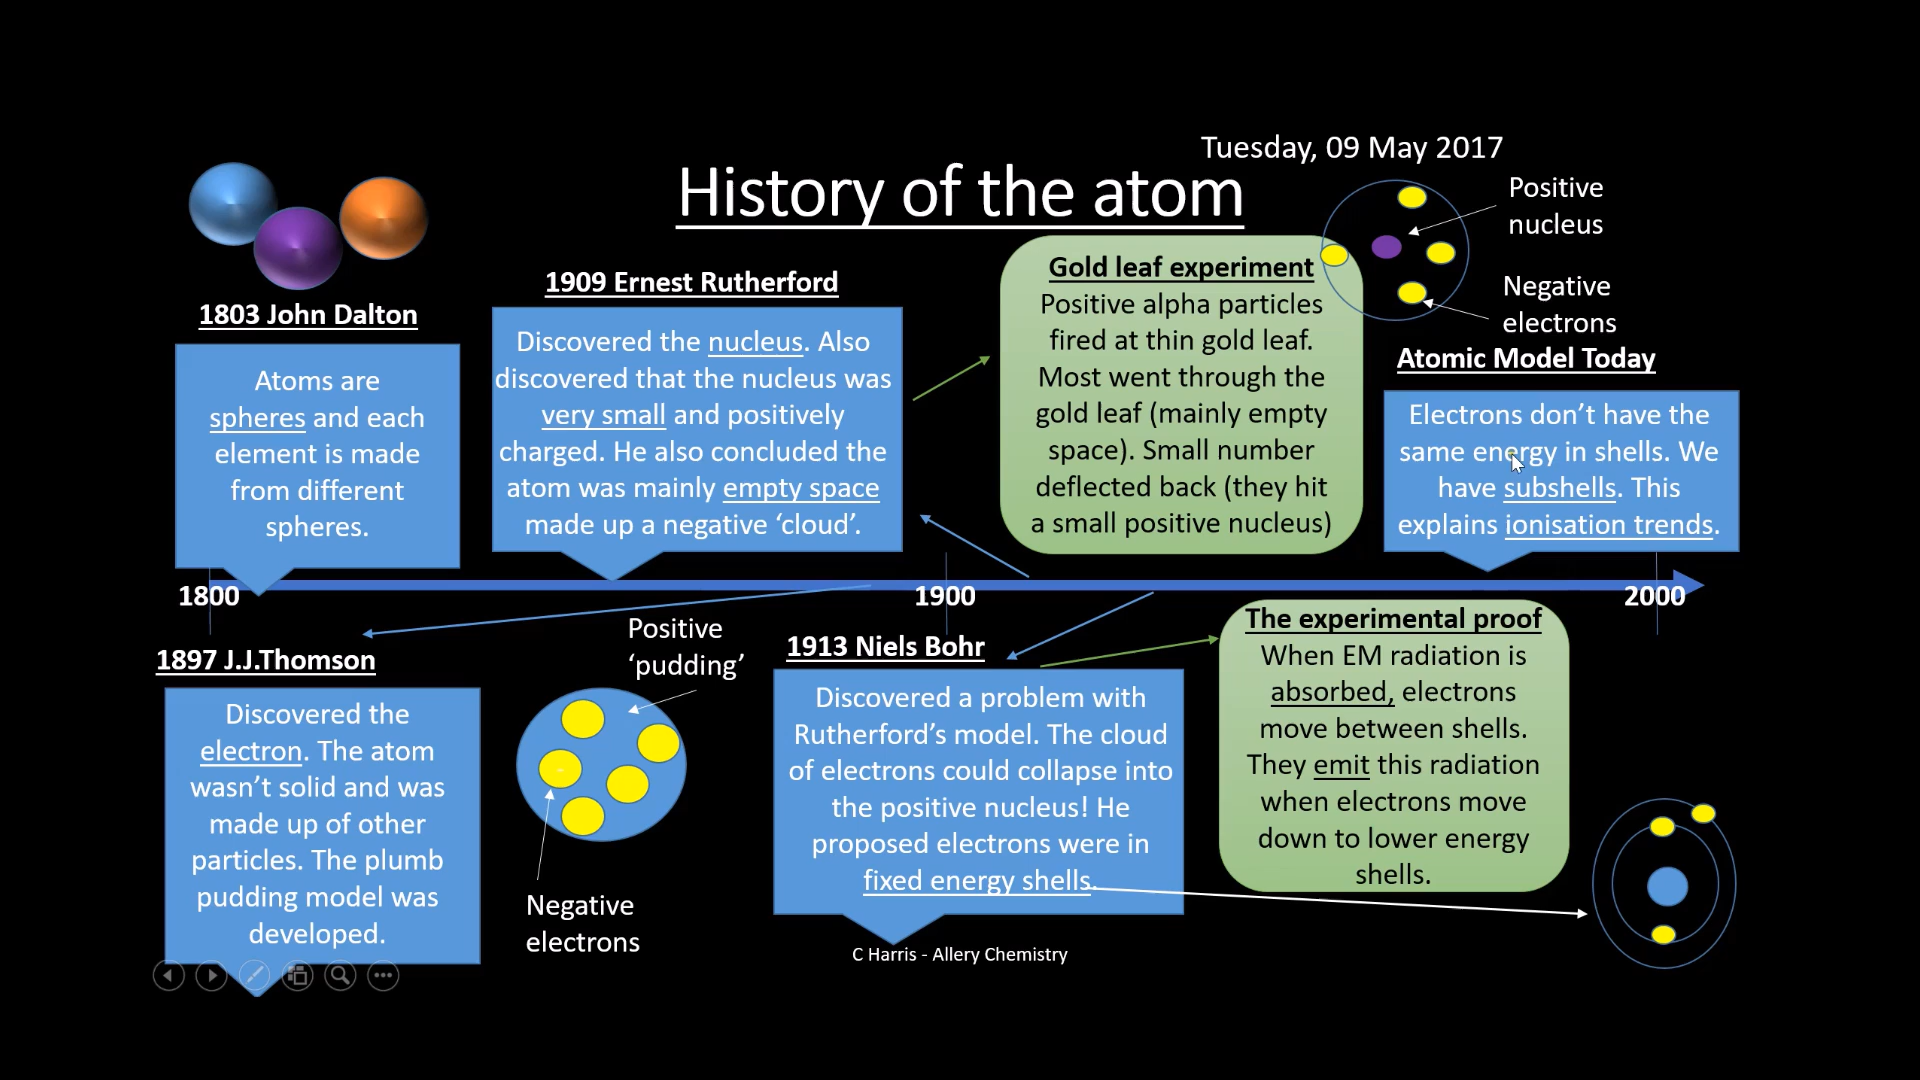 Tuesday, 09 May 2017
History of the atom
1803 John Dalton
Atoms are
spheres and each
element is made
from different
spheres.
1909 Ernest Rutherford
Discovered the nucleus. Also
discovered that the nucleus was
very small and positively
charged. He also concluded the
atom was mainly empty space
made up a negative ‘cloud’.
Gold leaf experiment
Positive alpha particles
fired at thin gold leaf.
Most went through the
gold leaf (mainly empty
space). Small number
deflected back (they hit
a small positive nucleus)
Positive
nucleus
Negative
electrons
Atomic Model Today
Electrons don’t have the
same energy in shells. We
have subshells. This
explains ionisation trends.
1800
1900
2000
1897 J.J.Thomson
Discovered the
electron. The atom
wasn’t solid and was
made up of other
particles. The plumb
pudding model was
developed.
Positive
‘pudding’
Negative
electrons
1913 Niels Bohr
Discovered a problem with
Rutherford’s model. The cloud
of electrons could collapse into
the positive nucleus! He
proposed electrons were in
fixed energy shells.
The experimental proof
When EM radiation is
absorbed, electrons
move between shells.
They emit this radiation
when electrons move
down to lower energy
shells.
C Harris - Allery Chemistry